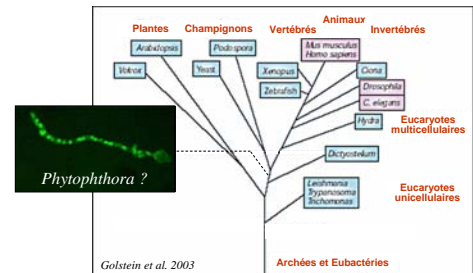 Animaux
Plantes
Champignons
Vertébrés
Invertébrés
Arabidopsis
Podospora
Mus musculus
Homo sapiens
Volvox
Yeast
Xenopus
Ciona
Zebrafish
Drosophila
C. elegans
Hydra
Eucaryotes
multicellulaires
Dictyostelium
Phytophthora ?
Leishmania
Trypanosoma
Trichomonas
Eucaryotes
unicellulaires
Golstein et al. 2003
Archées et Eubactéries